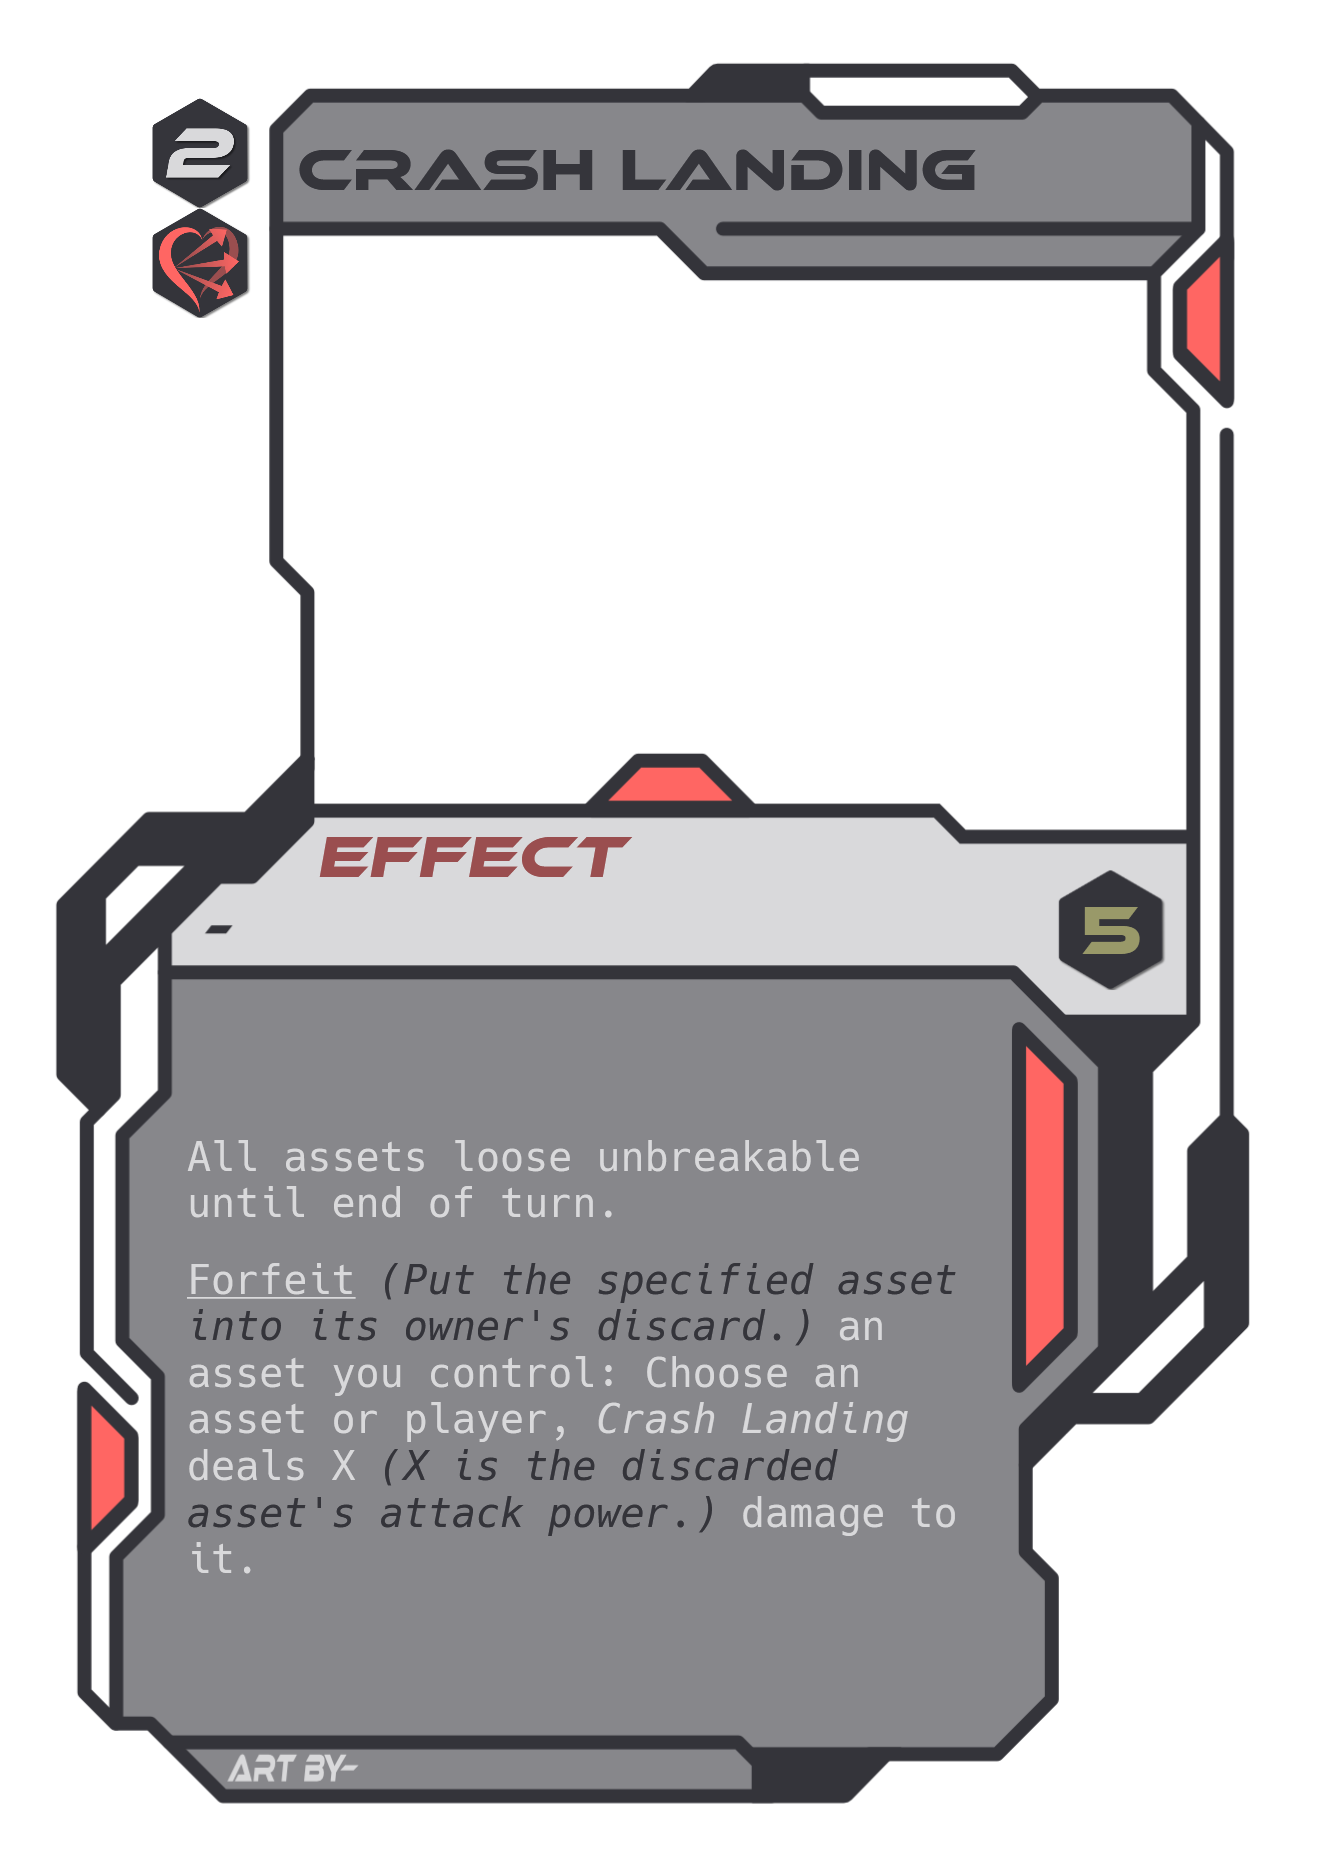 2
CRASH LANDING
EFFECT
-
5
All assets loose unbreakable
until end of turn.
Forfeit (Put the specified asset
into its owner's discard.) an
asset you control: Choose an
asset or player, Crash Landing
deals X (X is the discarded
asset's attack power.) damage to
it.
ART BY-